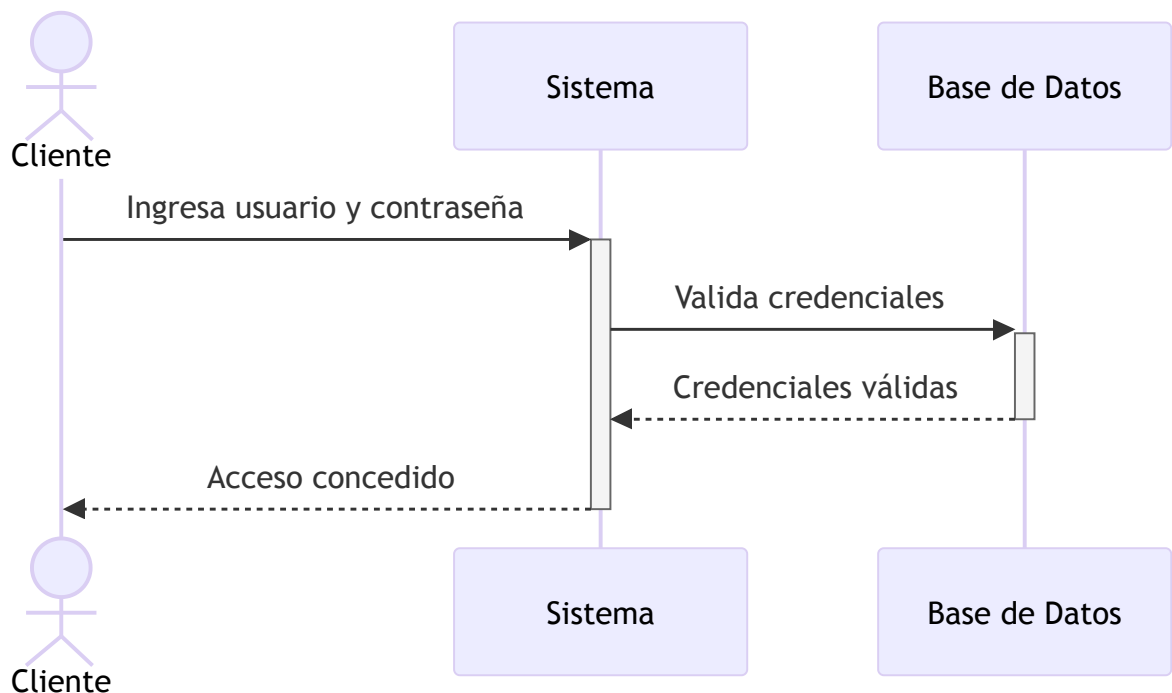 Cliente
Sistema
Base de Datos
Ingresa usuario y contraseña
Valida credenciales
Credenciales válidas
Acceso concedido
Cliente
Sistema
Base de Datos